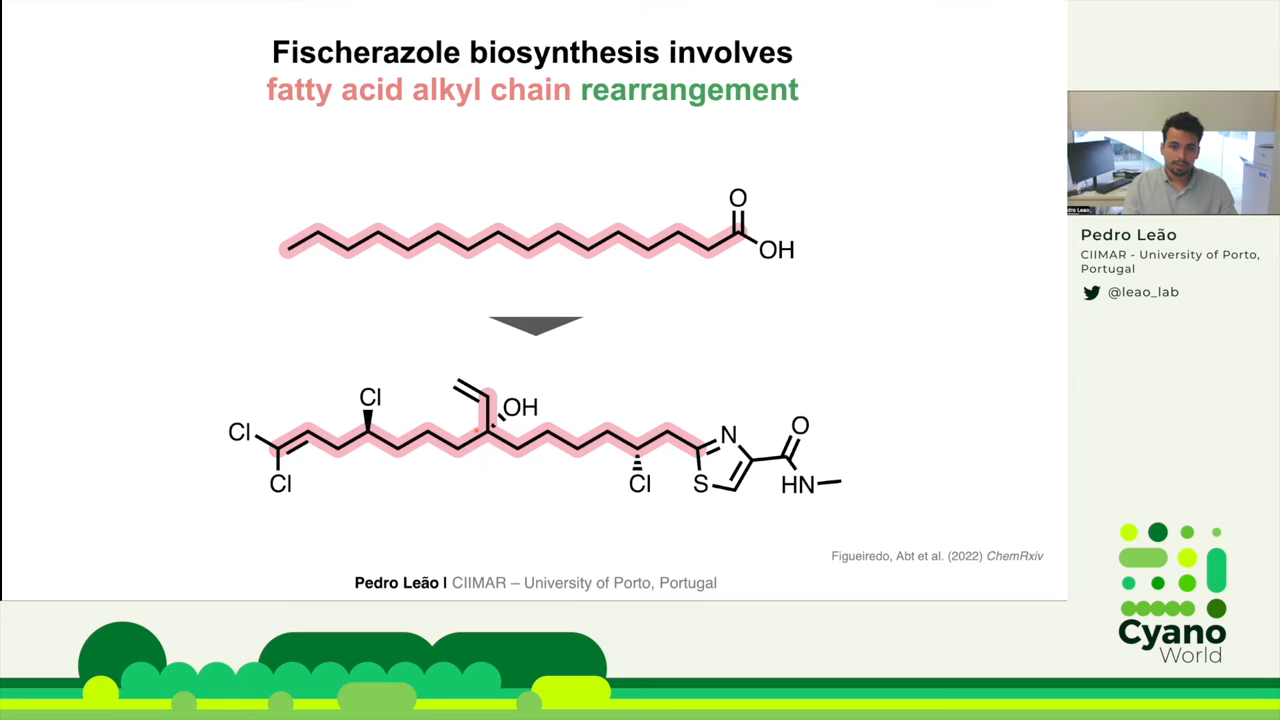 Fischerazole biosynthesis involves
fatty acid alkyl chain rearrangement
O
OH
Cl
OH
Cl
Cl
Cl
N
S
O
HN
Figueiredo, Abt et al. (2022) ChemRxiv
Pedro Leão I CIIMAR – University of Porto, Portugal
Pedro Leão
CIIMAR - University of Porto,
Portugal
@leao_lab
Cyano
World